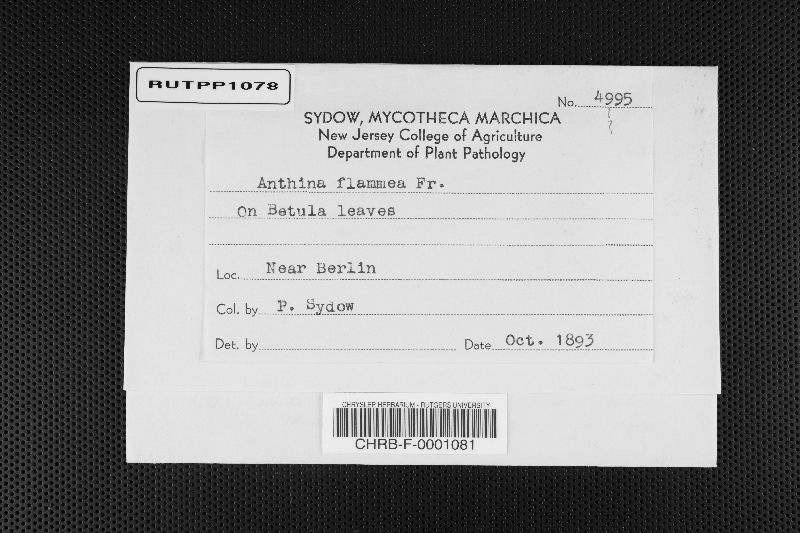 RUTPP1078
No. 4995
?
SYDOW, MYCOTHECA MARCHICA
New Jersey College of Agriculture
Department of Plant Pathology
Anthina flammea Fr.
On Betula leaves
Loc. Near Berlin
Col. by P. Sydow
Det. by
Date Oct. 1893
CHRYSLER HERBARIUM - RUTGERS UNIVERSITY
CHRB-F-0001081